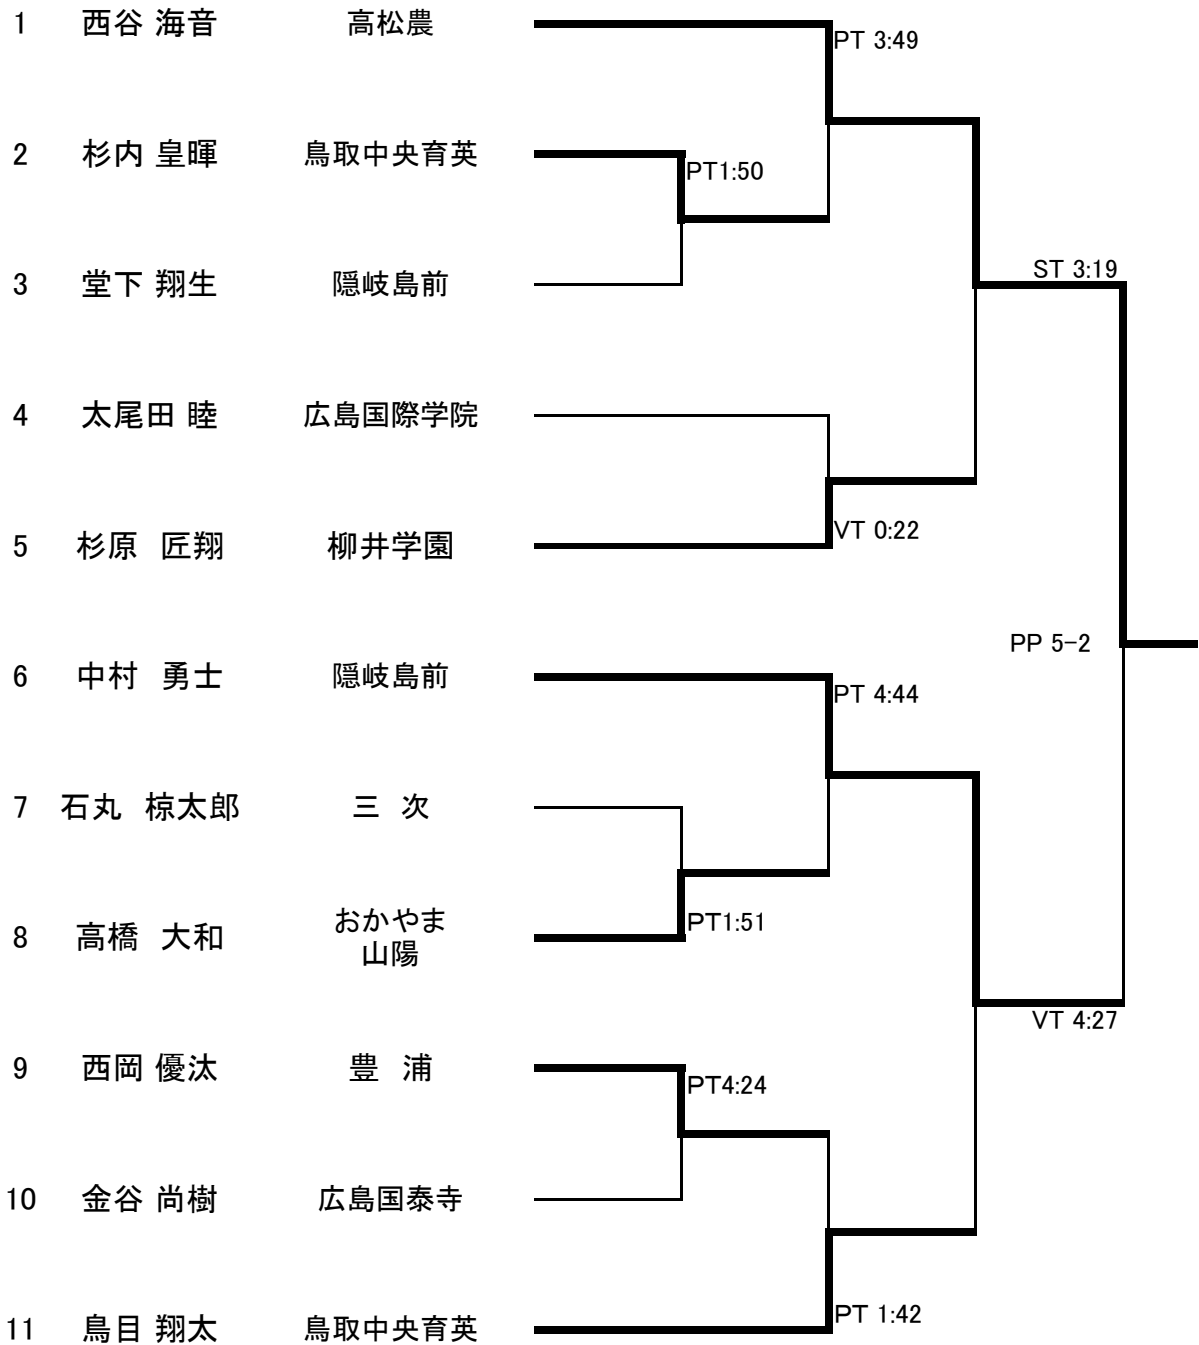 1 西谷 海音 高松農
PT 3:49
2 杉内 皇暉 鳥取中央育英
PT1:50
3 堂下 翔生 隠岐島前
ST 3:19
4 太尾田 睦 広島国際学院
VT 0:22
5 杉原 匠翔 柳井学園
PP 5-2
6 中村 勇士 隠岐島前
PT 4:44
7 石丸 椋太郎 三 次
8 高橋 大和 おかやま
山陽
PT1:51
VT 4:27
9 西岡 優汰 豊 浦
PT4:24
10 金谷 尚樹 広島国泰寺
PT 1:42
11 鳥目 翔太 鳥取中央育英